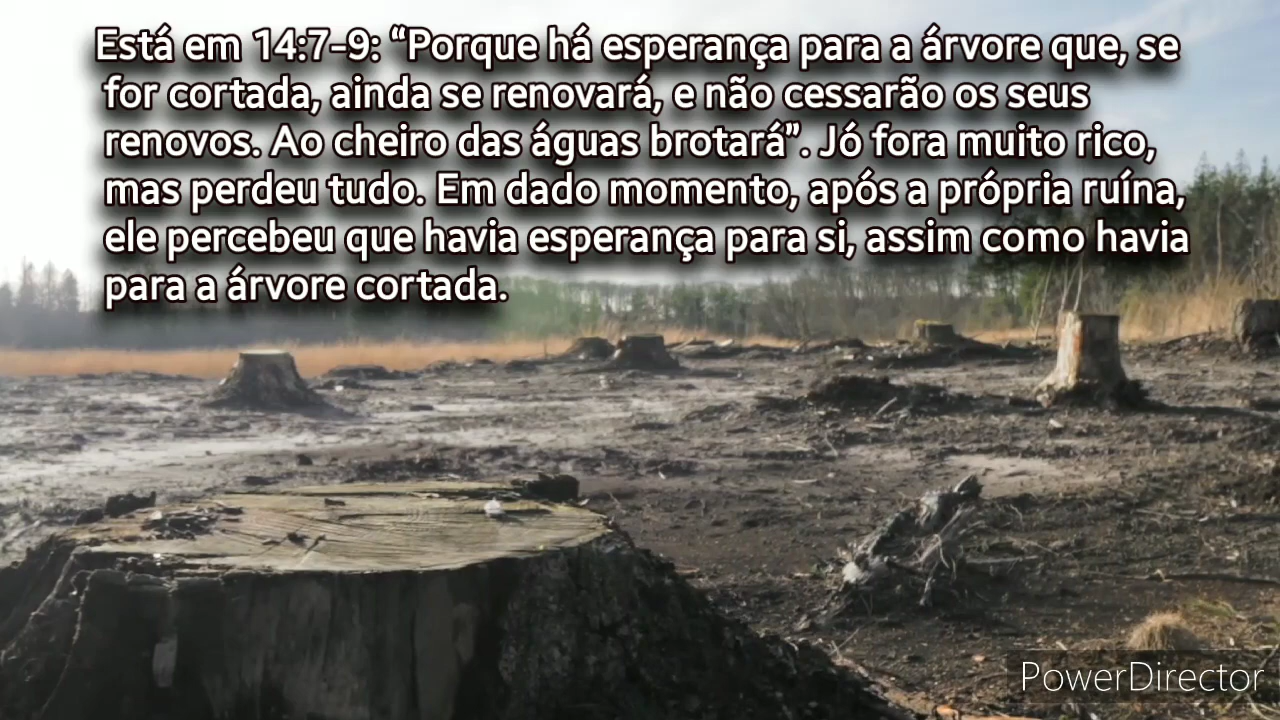 Está em 14:7-9: “Porque há esperança para a árvore que, se
for cortada, ainda se renovará, e não cessarão os seus
renovos. Ao cheiro das águas brotará”. Jó fora muito rico,
mas perdeu tudo. Em dado momento, após a própria ruína,
ele percebeu que havia esperança para si, assim como havia
para a árvore cortada.
PowerDirector